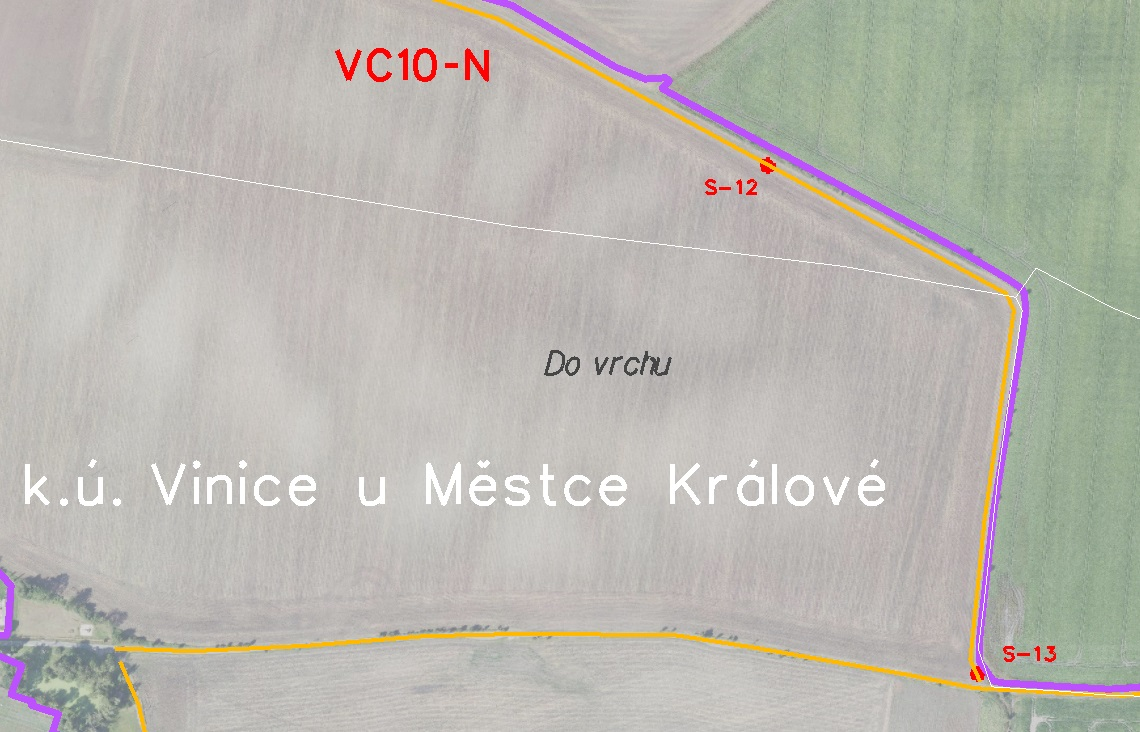 VC10-N
S-12
Do vrchu
k.ú. Vinice u Městce Králové
S-13